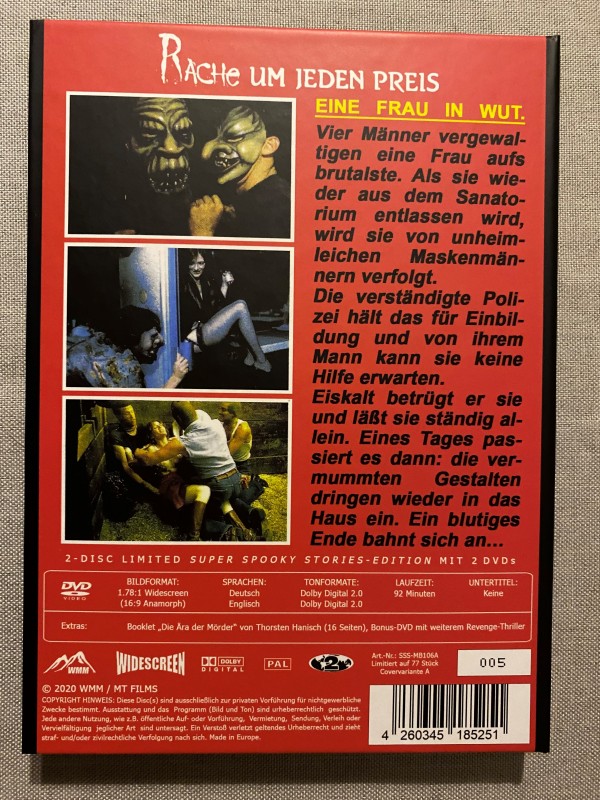 RACHE UM JEDEN PREIS
EINE FRAU IN WUT.
Vier Männer vergewal-
tigen eine Frau aufs
brutalste. Als sie wie-
der aus dem Sanato-
rium entlassen wird,
wird sie von unheim-
leichen Maskenmän-
nern verfolgt.
Die verständigte Poli-
zei hält das für Einbil-
dung und von ihrem
Mann kann sie keine
Hilfe erwarten.
Eiskalt betrügt er sie
und läßt sie ständig al-
lein. Eines Tages pas-
siert es dann: die ver-
mummten Gestalten
dringen wieder in das
Haus ein. Ein blutiges
Ende bahnt sich an...
2-DISC LIMITED SUPER SPOOKY STORIES-EDITION MIT 2 DVDs
DVD VIDEO
BILDFORMAT: SPRACHEN: TONFORMATE: LAUFZEIT: UNTERTITEL:
1.78:1 Widescreen Deutsch Dolby Digital 2.0 92 Minuten Keine
(16:9 Anamorph) Englisch Dolby Digital 2.0
Extras: Booklet „Die Ära der Mörder" von Thorsten Hanisch (16 Seiten), Bonus-DVD mit weiterem Revenge-Thriller
WMM WIDESCREEN DOLBY DIGITAL PAL 2
Art.-Nr.: SSS-MB106A
Limitiert auf 77 Stück
Covervariante A
005
© 2020 WMM / MT FILMS
COPYRIGHT HINWEIS: Diese Disc(s) sind ausschließlich zur privaten Vorführung für nichtgewerbliche
Zwecke bestimmt. Ausstattung und das Programm (Bild und Ton) sind urheberrechtlich geschützt.
Jede andere Nutzung, wie z.B. öffentliche Auf- oder Vorführung, Vermietung, Sendung, Verleih oder
Vervielfältigung jeglicher Art sind untersagt. Ein Verstoß verletzt geltendes Urheberrecht und zieht
straf- und/oder zivilrechtliche Verfolgung nach sich. Made in Europe.
4 260345 185251